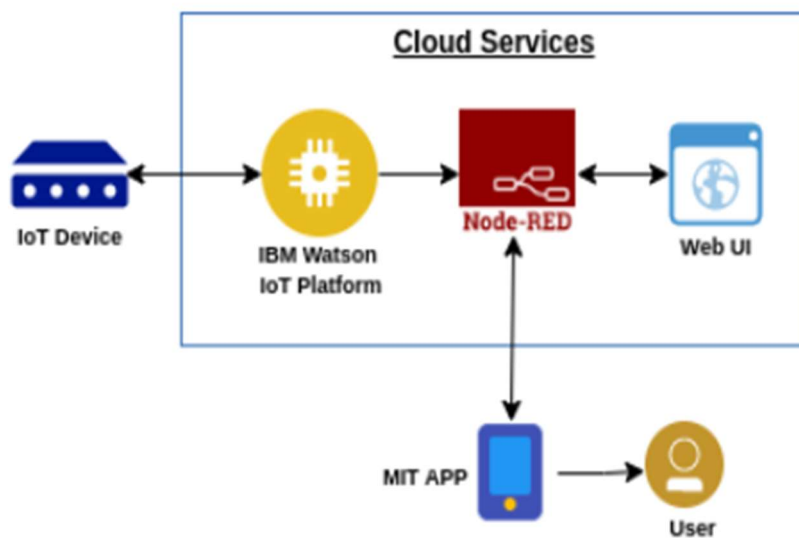 Cloud Services
IoT Device
IBM Watson
IoT Platform
Node-RED
Web UI
MIT APP
User